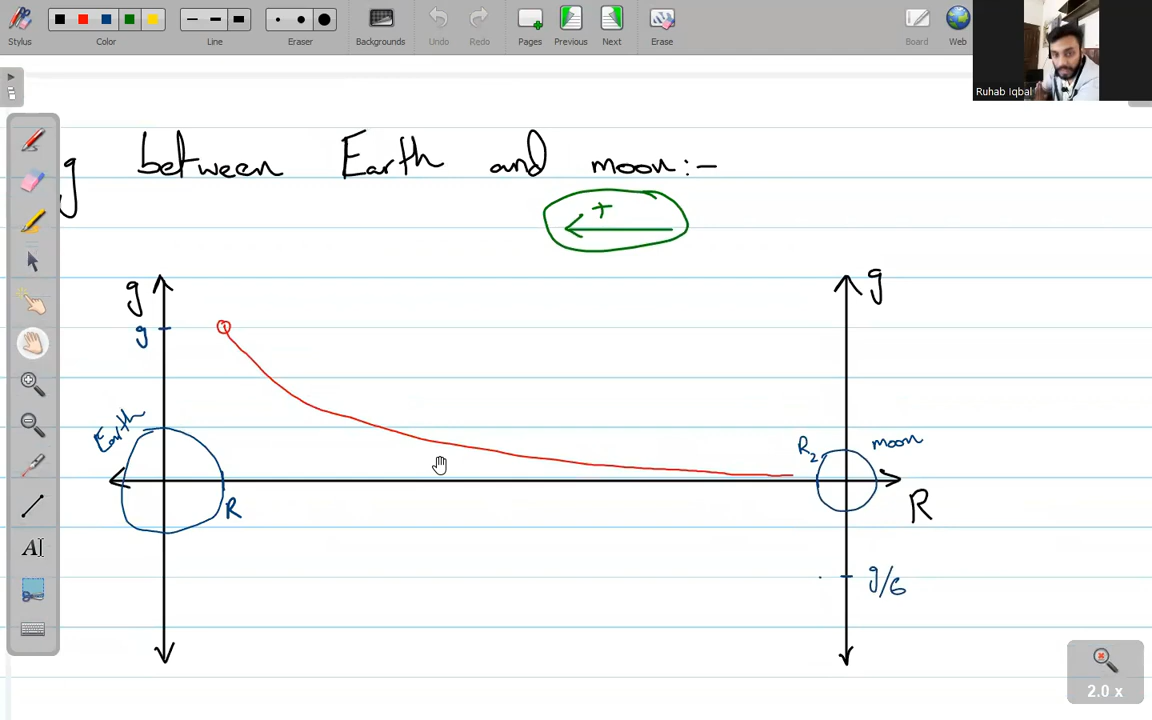 Stylus
Color
Line
Eraser
Backgrounds
Undo
Redo
Pages
Previous
Next
Erase
Board
Web
Ruhab Iqbal
g between Earth and moon:-
+
g
g
g
Earth
R
R2
moon
R
g/6
AI
2.0 x